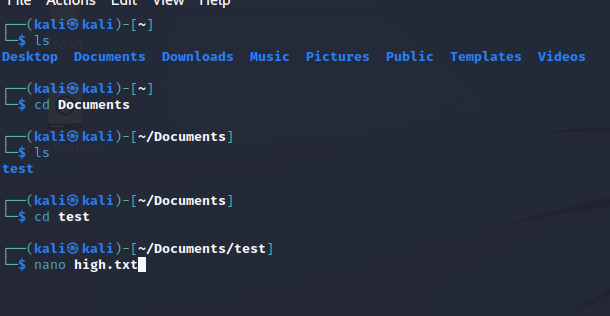 File Actions Edit View Help
┌──(kali㉿kali)-[~]
└─$ ls
Desktop Documents Downloads Music Pictures Public Templates Videos
┌──(kali㉿kali)-[~]
└─$ cd Documents
┌──(kali㉿kali)-[~/Documents]
└─$ ls
test
┌──(kali㉿kali)-[~/Documents]
└─$ cd test
┌──(kali㉿kali)-[~/Documents/test]
└─$ nano high.txt